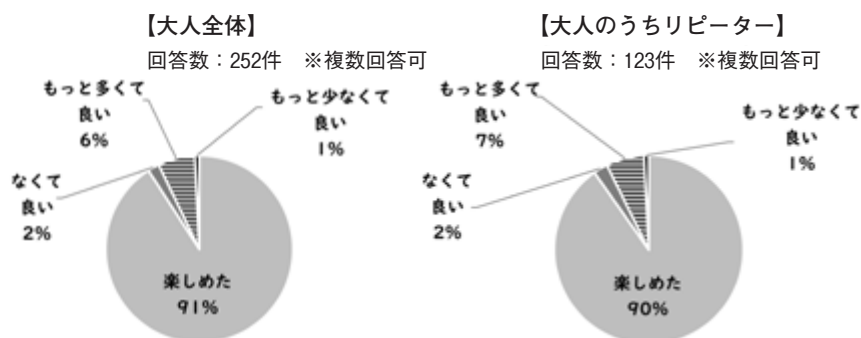 【大人全体】
回答数：252件　※複数回答可
もっと多くて
良い
6%
もっと少なくて
良い
1%
なくて
良い
2%
楽しめた
91%
【大人のうちリピーター】
回答数：123件　※複数回答可
もっと多くて
良い
7%
もっと少なくて
良い
1%
なくて
良い
2%
楽しめた
90%